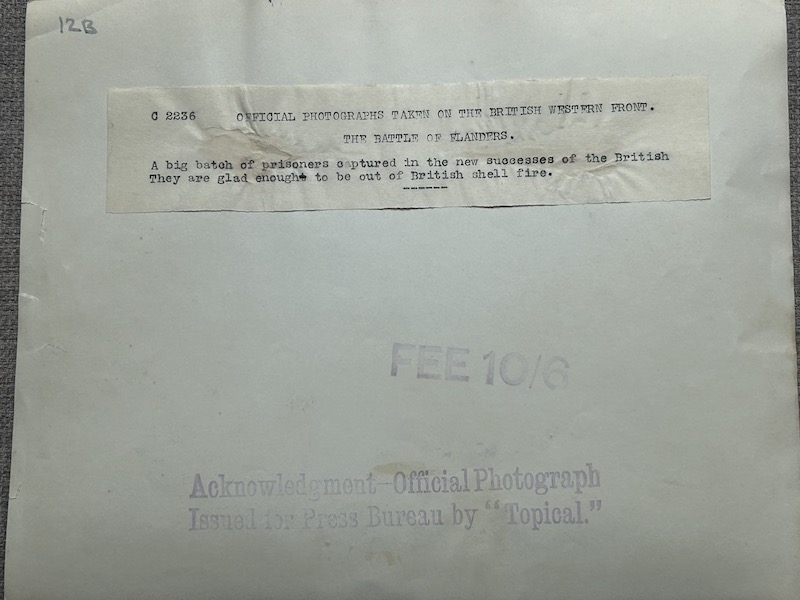 12B
C 2236 OFFICIAL PHOTOGRAPHS TAKEN ON THE BRITISH WESTERN FRONT.
THE BATTLE OF FLANDERS.
A big batch of prisoners captured in the new successes of the British
They are glad enought to be out of British shell fire.
------
FEE 10/6
Acknowledgment—Official Photograph
Issued for Press Bureau by “Topical.”